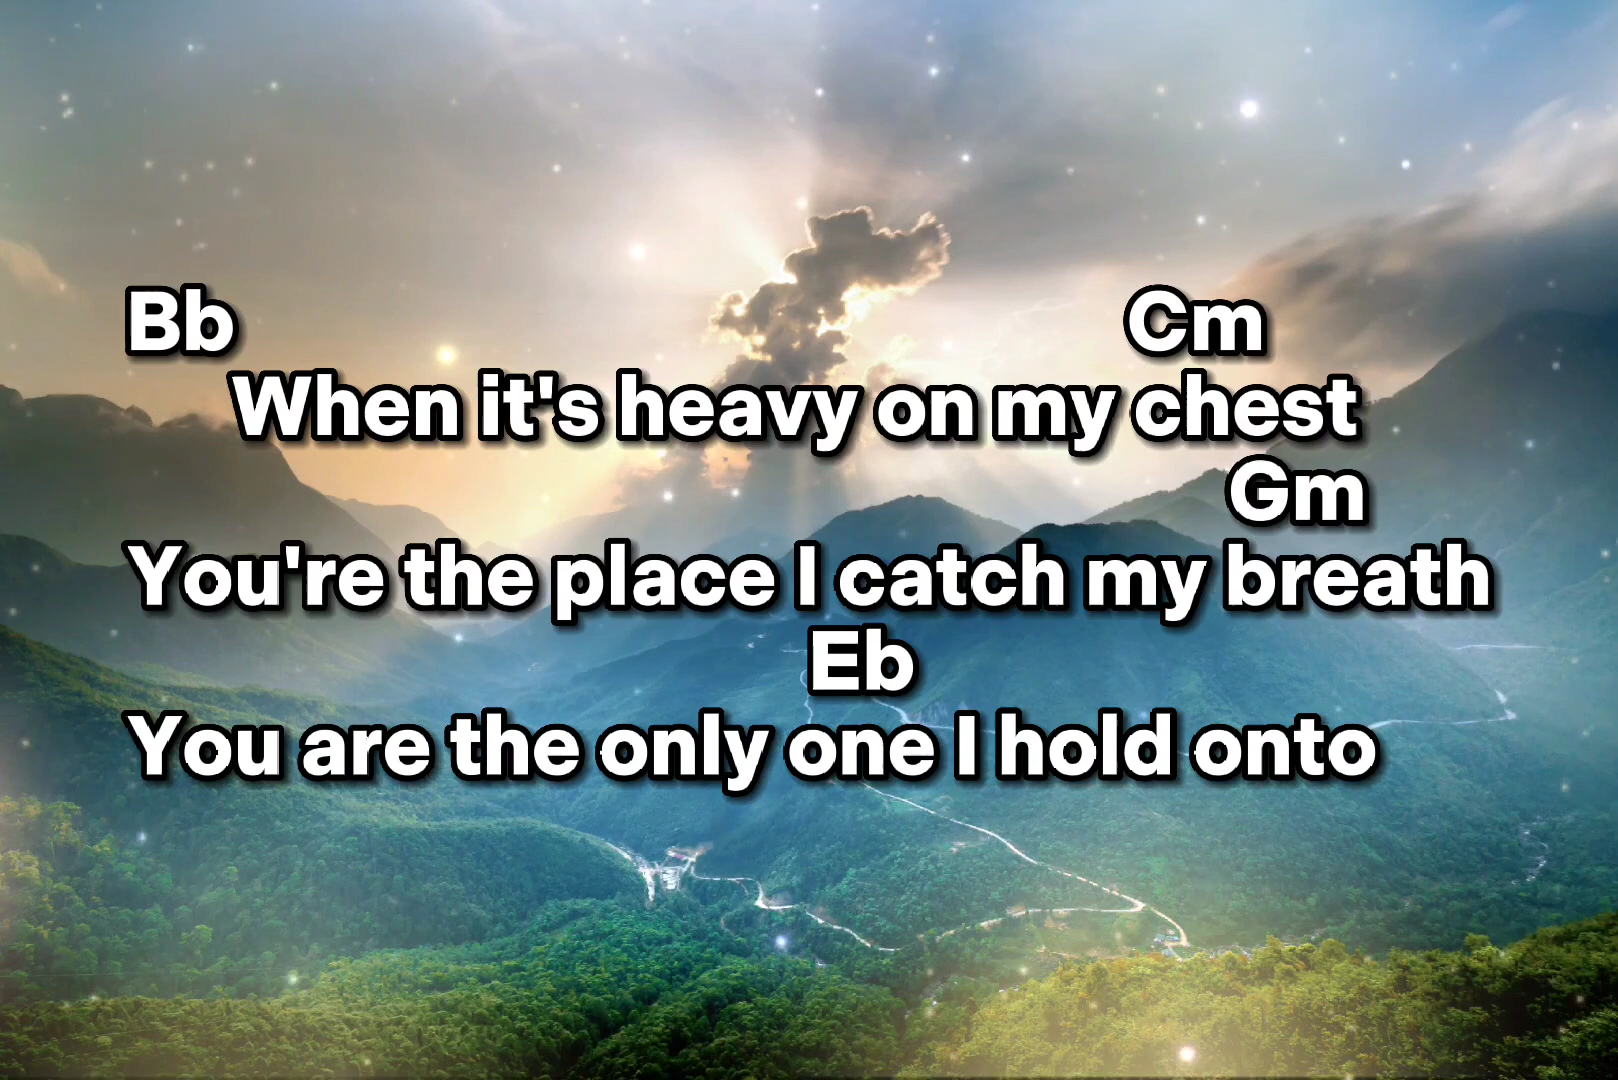 Bb Cm
When it's heavy on my chest
Gm
You're the place I catch my breath
Eb
You are the only one I hold onto